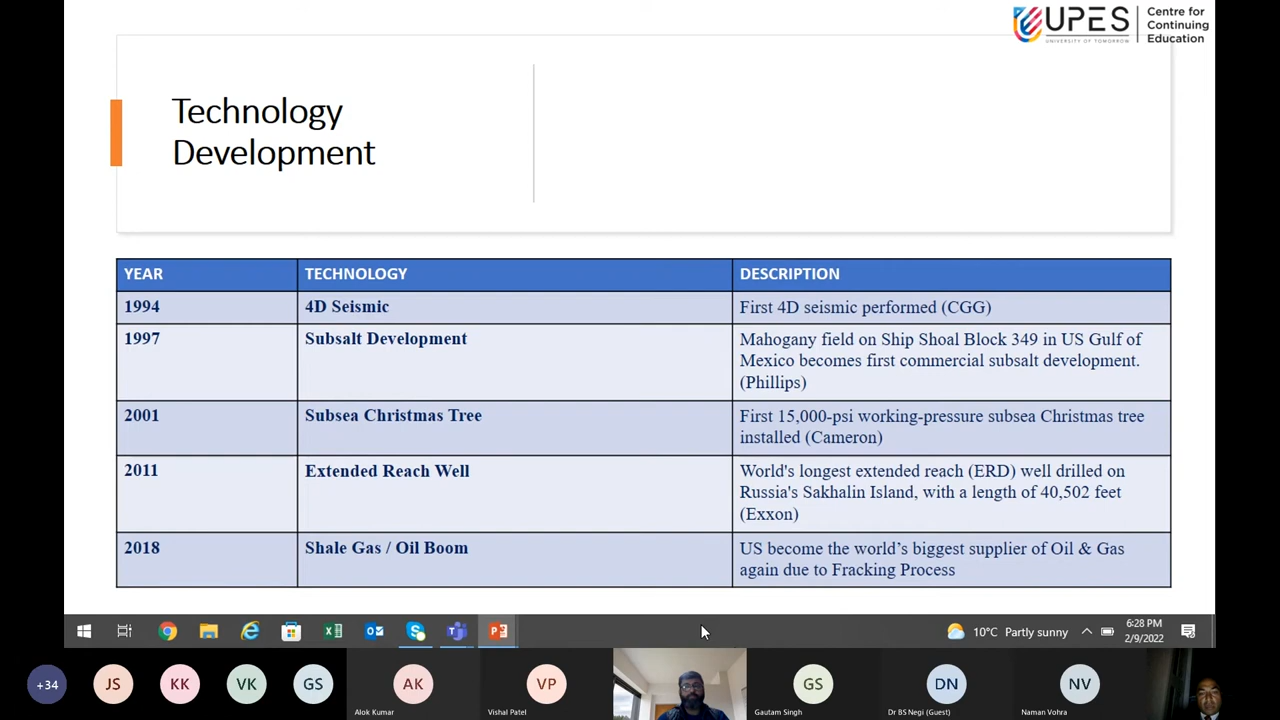 UPES
UNIVERSITY OF TOMORROW
Centre for
Continuing
Education
Technology
Development
YEAR TECHNOLOGY DESCRIPTION
1994 4D Seismic First 4D seismic performed (CGG)
1997 Subsalt Development Mahogany field on Ship Shoal Block 349 in US Gulf of
Mexico becomes first commercial subsalt development.
(Phillips)
2001 Subsea Christmas Tree First 15,000-psi working-pressure subsea Christmas tree
installed (Cameron)
2011 Extended Reach Well World's longest extended reach (ERD) well drilled on
Russia's Sakhalin Island, with a length of 40,502 feet
(Exxon)
2018 Shale Gas / Oil Boom US become the world’s biggest supplier of Oil & Gas
again due to Fracking Process
10°C Partly sunny
6:28 PM
2/9/2022
+34 JS KK VK GS AK VP GS DN NV
Alok Kumar Vishal Patel Gautam Singh Dr BS Negi (Guest) Naman Vohra